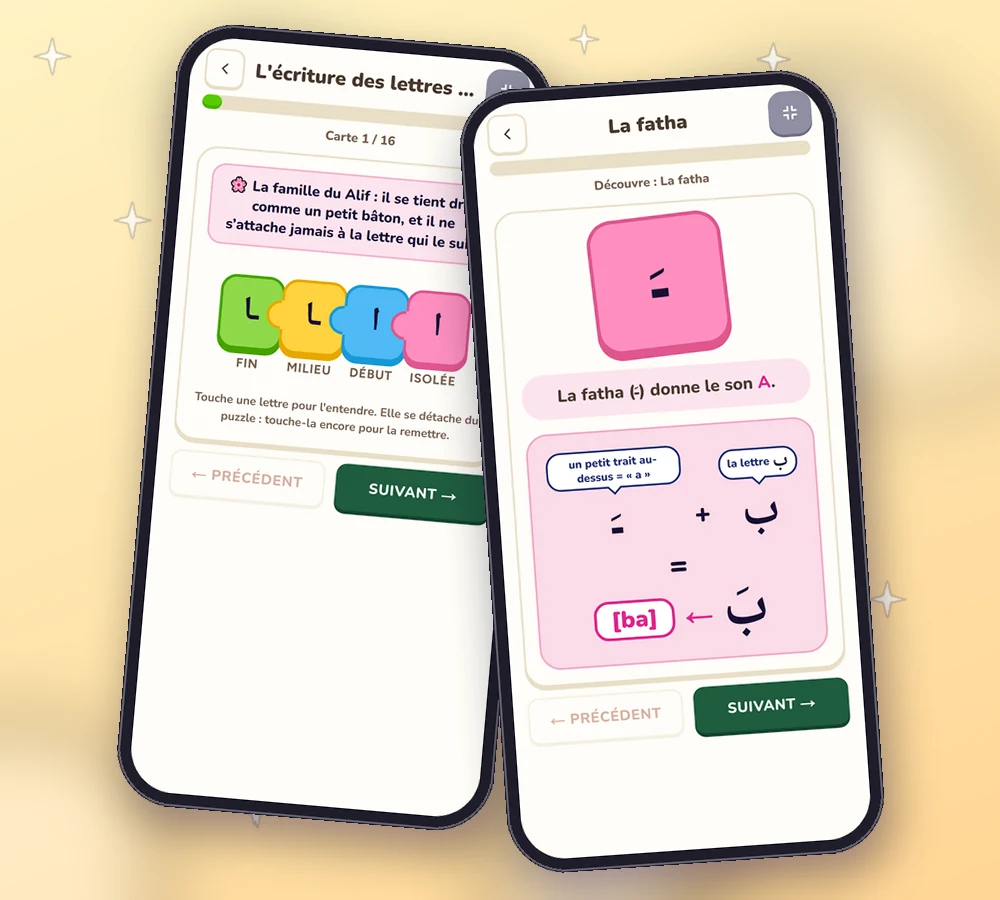 L'écriture des lettres ...
Carte 1 / 16
🌸 La famille du Alif : il se tient
comme un petit bâton, et il ne
s'attache jamais à la lettre qui le
ـا ـا ا ا
FIN MILIEU DÉBUT ISOLÉE
Touche une lettre pour l'entendre. Elle se détache du
puzzle : touche-la encore pour la remettre.
← PRÉCÉDENT SUIVANT →
La fatha
Découvre : La fatha
ـَ
La fatha (ـَ) donne le son A.
un petit trait au-
dessus = « a »
la lettre ب
ـَ + ب
=
[ba] ← بَ
← PRÉCÉDENT SUIVANT →